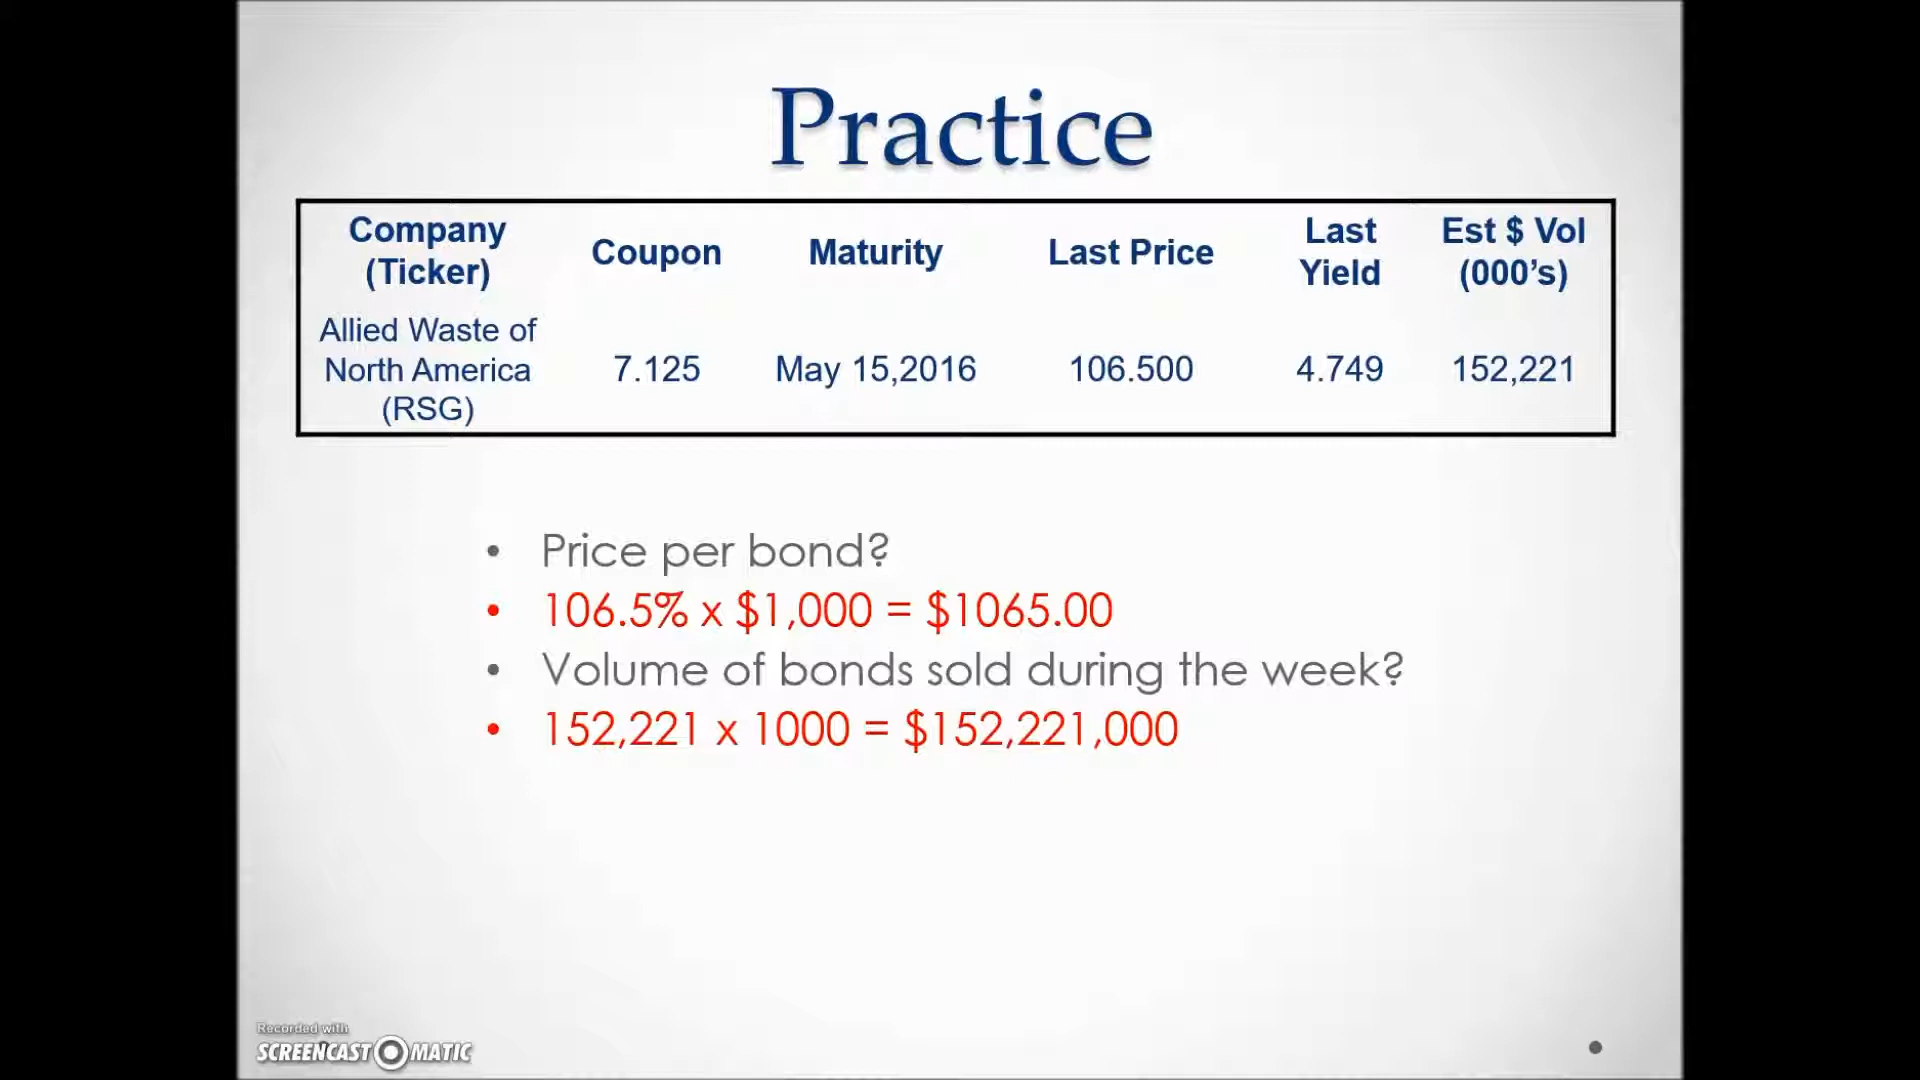 Practice
Company (Ticker) Coupon Maturity Last Price Last Yield Est $ Vol (000’s)
Allied Waste of North America (RSG) 7.125 May 15,2016 106.500 4.749 152,221
• Price per bond?
• 106.5% x $1,000 = $1065.00
• Volume of bonds sold during the week?
• 152,221 x 1000 = $152,221,000
Recorded with
SCREENCAST MATIC